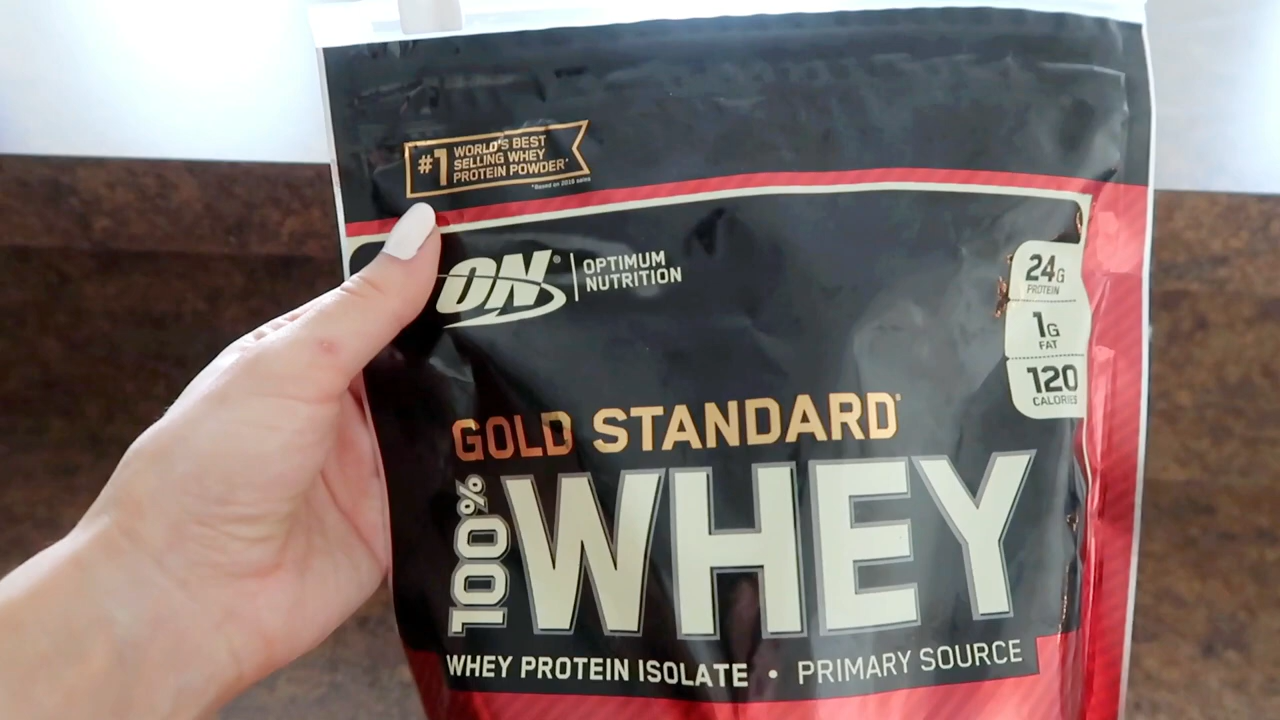 #1 WORLD'S BEST
SELLING WHEY
PROTEIN POWDER*
*Based on 2018 sales
ON®
OPTIMUM
NUTRITION
24G
PROTEIN
1G
FAT
120
CALORIES
GOLD STANDARD®
100% WHEY
WHEY PROTEIN ISOLATE • PRIMARY SOURCE